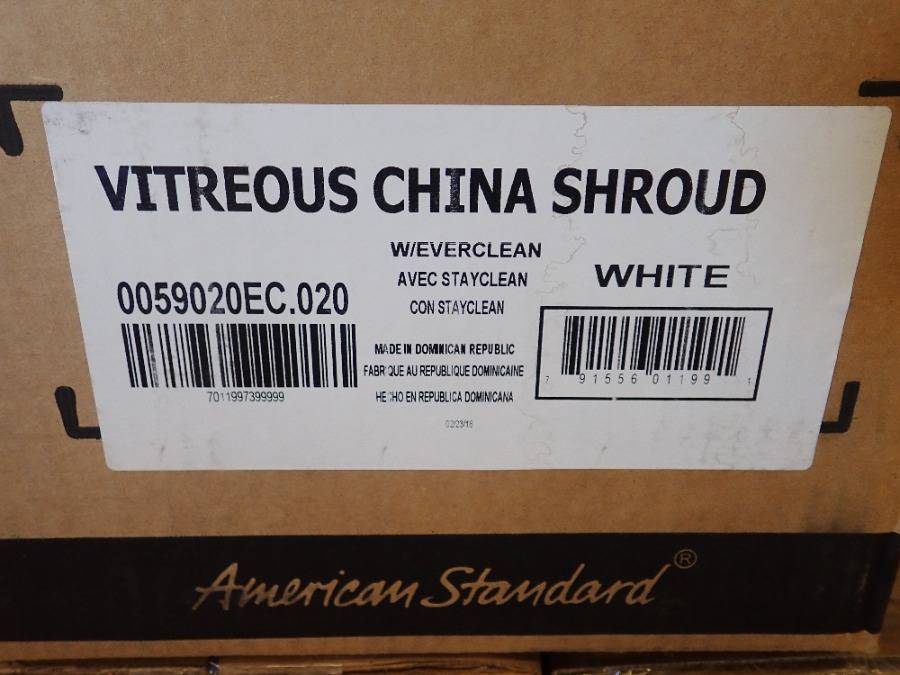 VITREOUS CHINA SHROUD
W/EVERCLEAN
AVEC STAYCLEAN
CON STAYCLEAN
WHITE
0059020EC.020
7011997399999
MADE IN DOMINICAN REPUBLIC
FABRIQUE AU REPUBLIQUE DOMINICAINE
HECHO EN REPUBLICA DOMINICANA
7 91556 01199 1
American Standard®